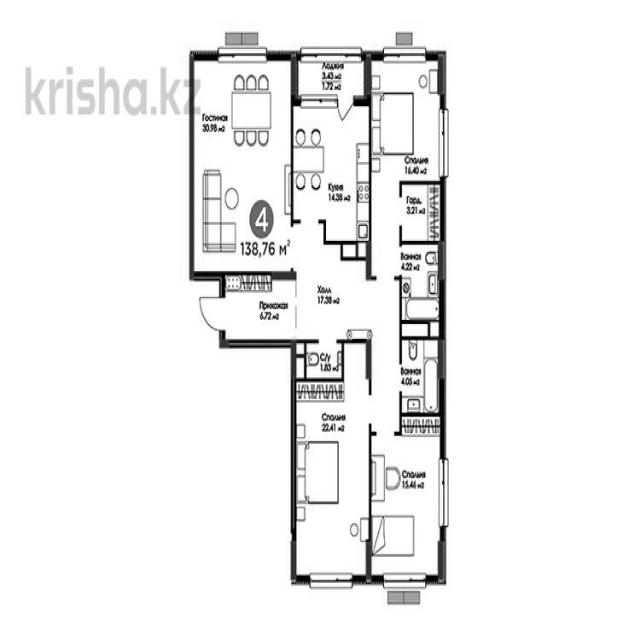 krisha.kz
Лоджия
3.43 м2
1.72 м2
Гостиная
30.98 м2
Спальня
16.40 м2
Кухня
14.38 м2
Гард.
3.21 м2
4
138,76 м2
Ванная
4.22 м2
Холл
17.38 м2
Прихожая
6.72 м2
С/у
1.83 м2
Ванная
4.05 м2
Спальня
22.41 м2
Спальня
15.46 м2